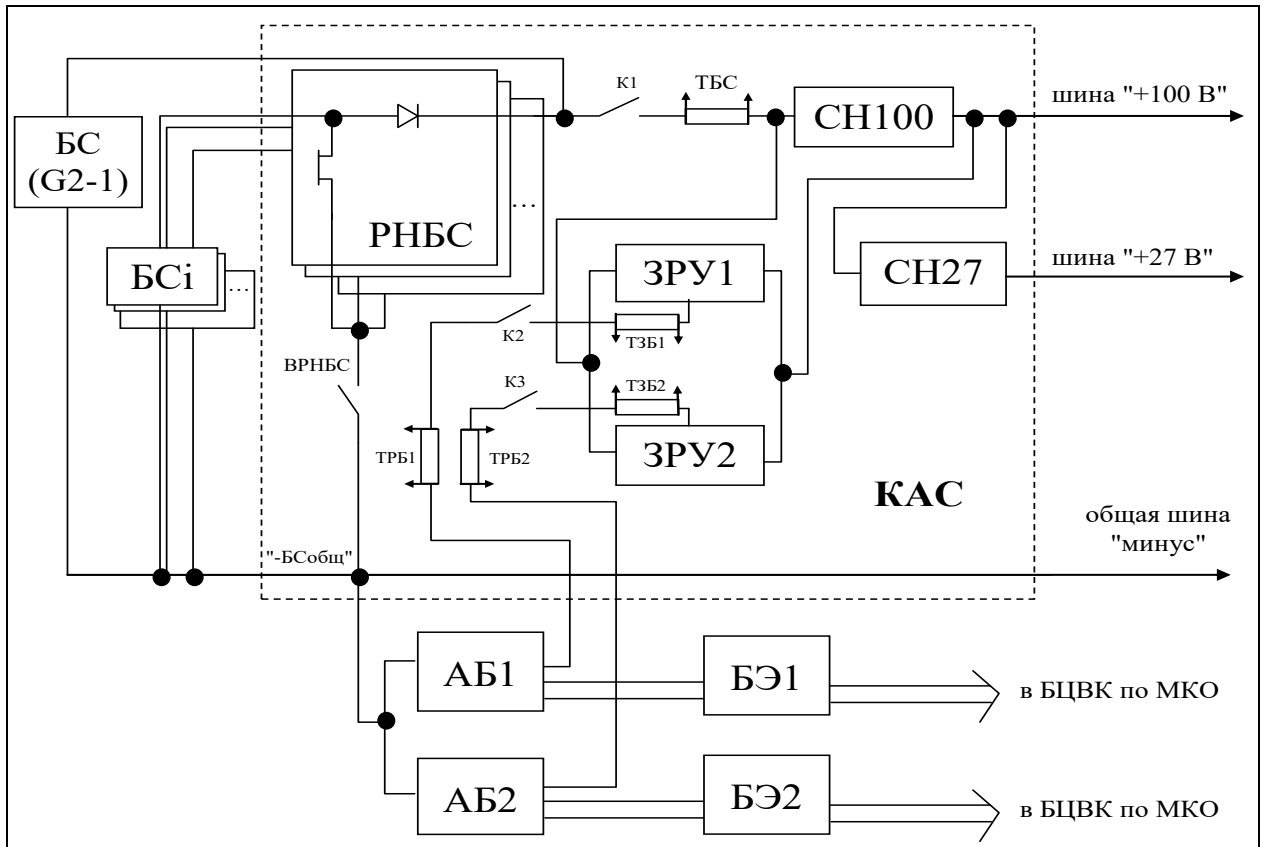 К1
ТБС
шина "+100 В"
СН100
БС
(G2-1)
...
РНБС
ЗРУ1
СН27
шина "+27 В"
БСi
...
К2
ТЗБ1
ВРНБС
К3
ТЗБ2
ТРБ1
ТРБ2
ЗРУ2
КАС
общая шина
"минус"
"-БСобщ"
АБ1
БЭ1
в БЦВК по МКО
АБ2
БЭ2
в БЦВК по МКО